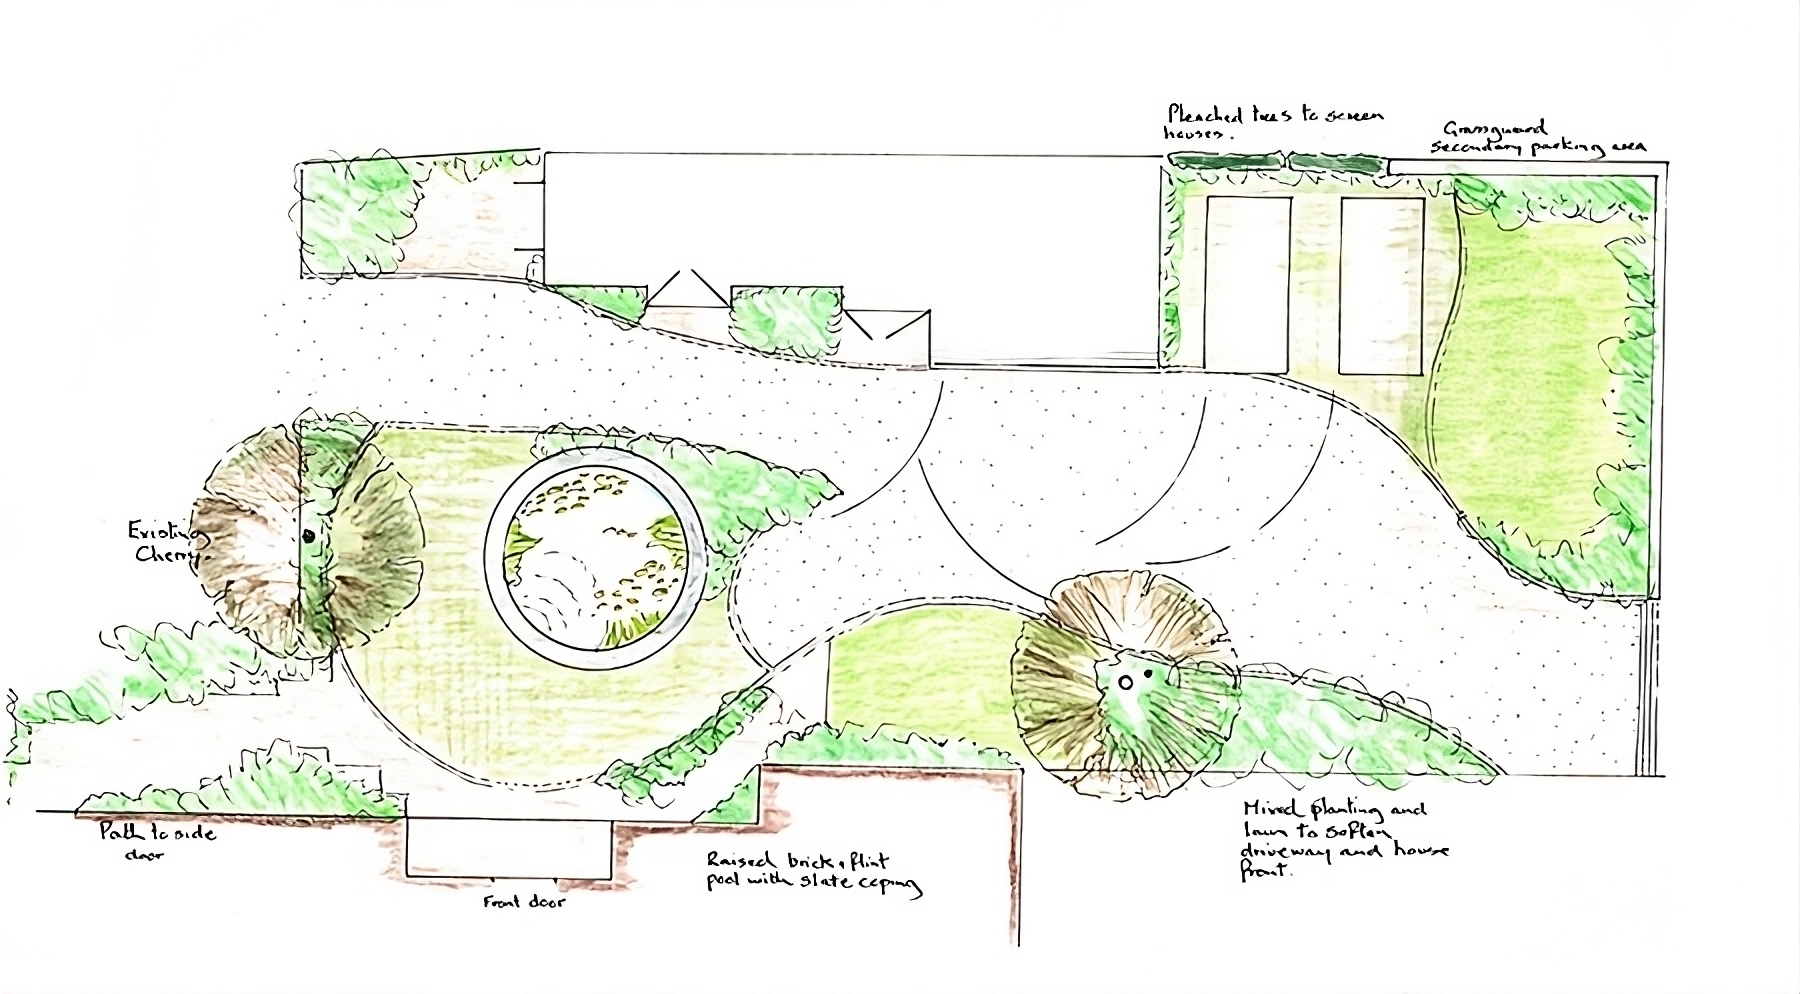 Pleached trees to screen
houses.
Grassguard
secondary parking area
Existing
Cherry.
Path to side
door
Front door
Raised brick & flint
pool with slate coping
Mixed planting and
lawn to soften
driveway and house
front.